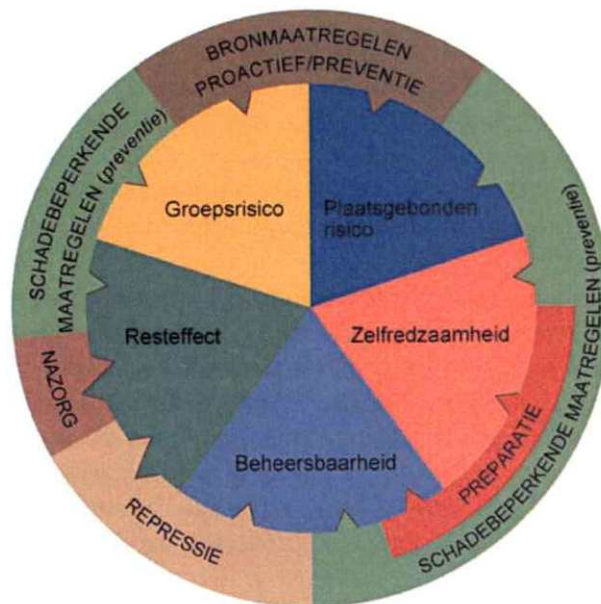 BRONMAATREGELEN
PROACTIEF/PREVENTIE
SCHADEBEPERKENDE
MAATREGELEN (preventie)
Groepsrisico
Plaatsgebonden
risico
SCHADEBEPERKENDE MAATREGELEN (preventie)
Resteffect
Zelfredzaamheid
NAZORG
Beheersbaarheid
PREPARATIE
REPRESSIE